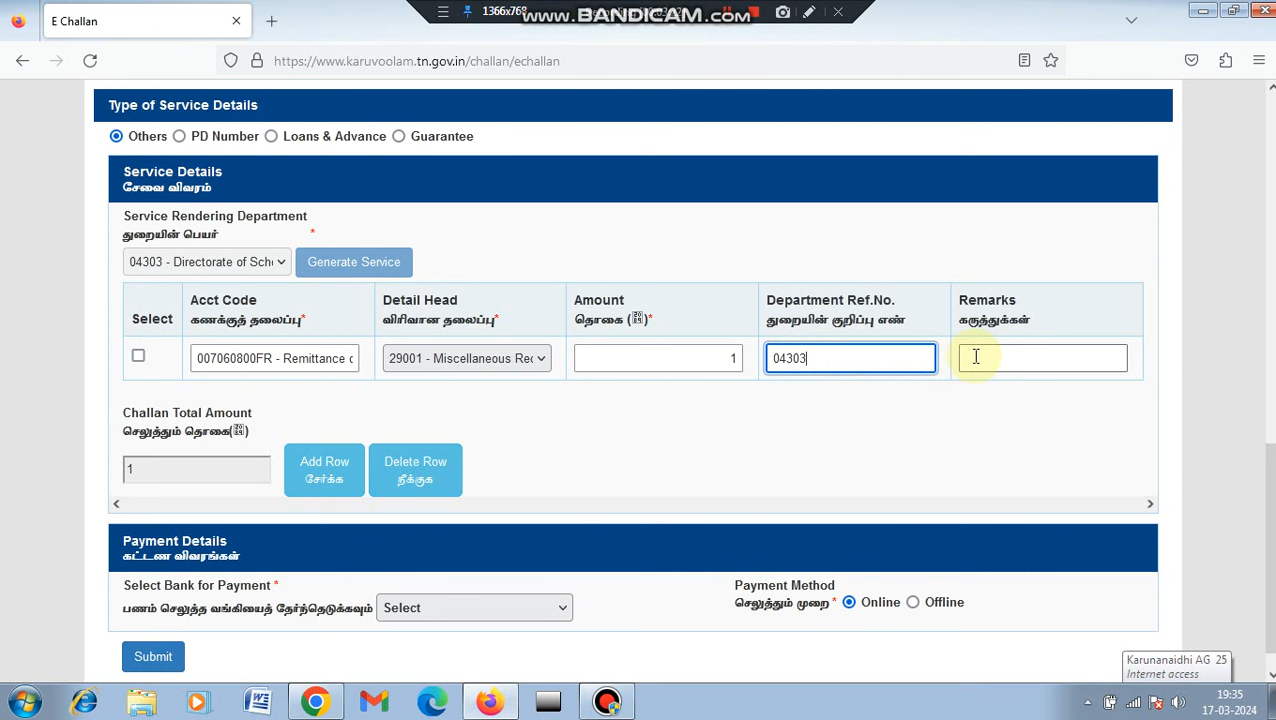 1366x768
www.BANDICAM.com
E Challan
https://www.karuvoolam.tn.gov.in/challan/echallan
Type of Service Details
Others PD Number Loans & Advance Guarantee
Service Details
சேவை விவரம்
Service Rendering Department
துறையின் பெயர் *
04303 - Directorate of Sch
Generate Service
Select
Acct Code
கணக்குத் தலைப்பு*
Detail Head
விரிவான தலைப்பு*
Amount
தொகை ()*
Department Ref.No.
துறையின் குறிப்பு எண்
Remarks
கருத்துக்கள்
007060800FR - Remittance c
29001 - Miscellaneous Rec
1
04303
Challan Total Amount
செலுத்தும் தொகை()
1
Add Row
சேர்க்க
Delete Row
நீக்குக
Payment Details
கட்டண விவரங்கள்
Select Bank for Payment *
பணம் செலுத்த வங்கியைத் தேர்ந்தெடுக்கவும்
Select
Payment Method
செலுத்தும் முறை * Online Offline
Submit
Karunanaidhi AG 25
Internet access
19:35
17-03-2024